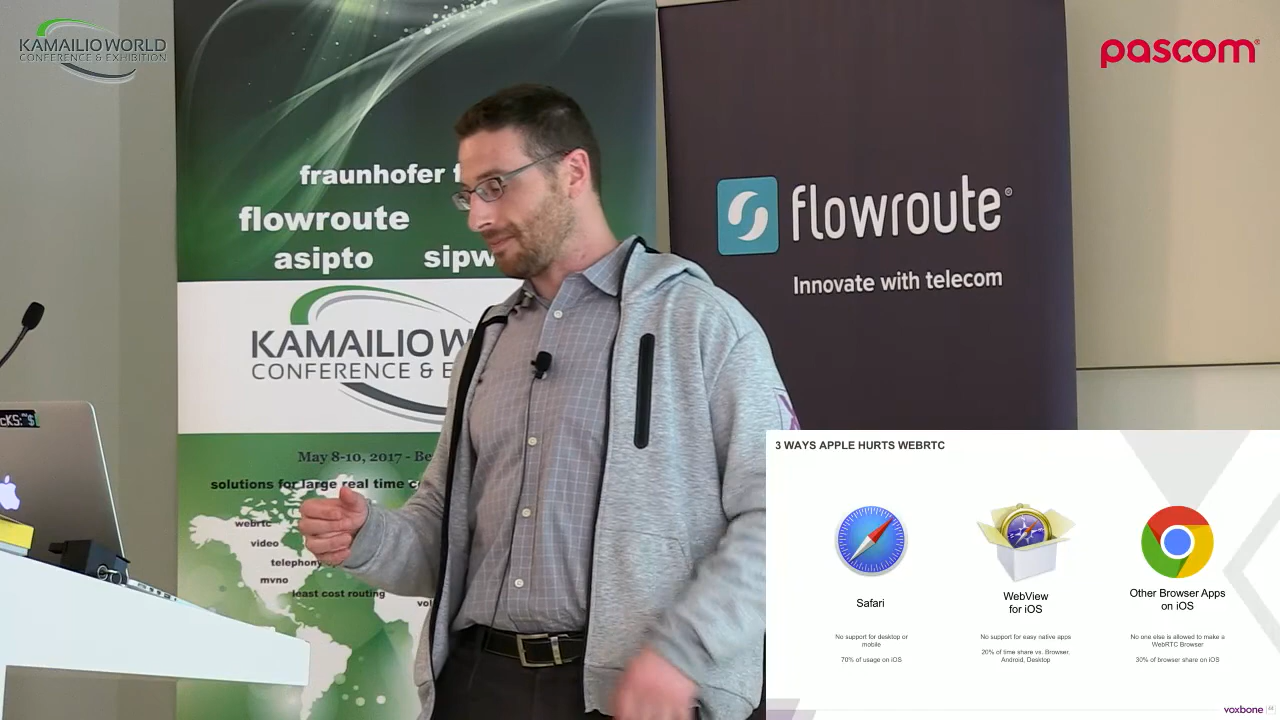 KAMAILIO WORLD
CONFERENCE & EXHIBITION
pascom
fraunhofer f
flowroute
asipto sipw
KAMAILIO W
CONFERENCE & E
May 8-10, 2017 - Be
solutions for large real time c
webrtc
video
telephony
mvno
least cost routing
vol
flowroute®
Innovate with telecom
cKS:~$
3 WAYS APPLE HURTS WEBRTC
Safari
No support for desktop or
mobile
70% of usage on iOS
WebView
for iOS
No support for easy native apps
20% of time share vs. Browser,
Android, Desktop
Other Browser Apps
on iOS
No one else is allowed to make a
WebRTC Browser
30% of browser share on iOS
voxbone